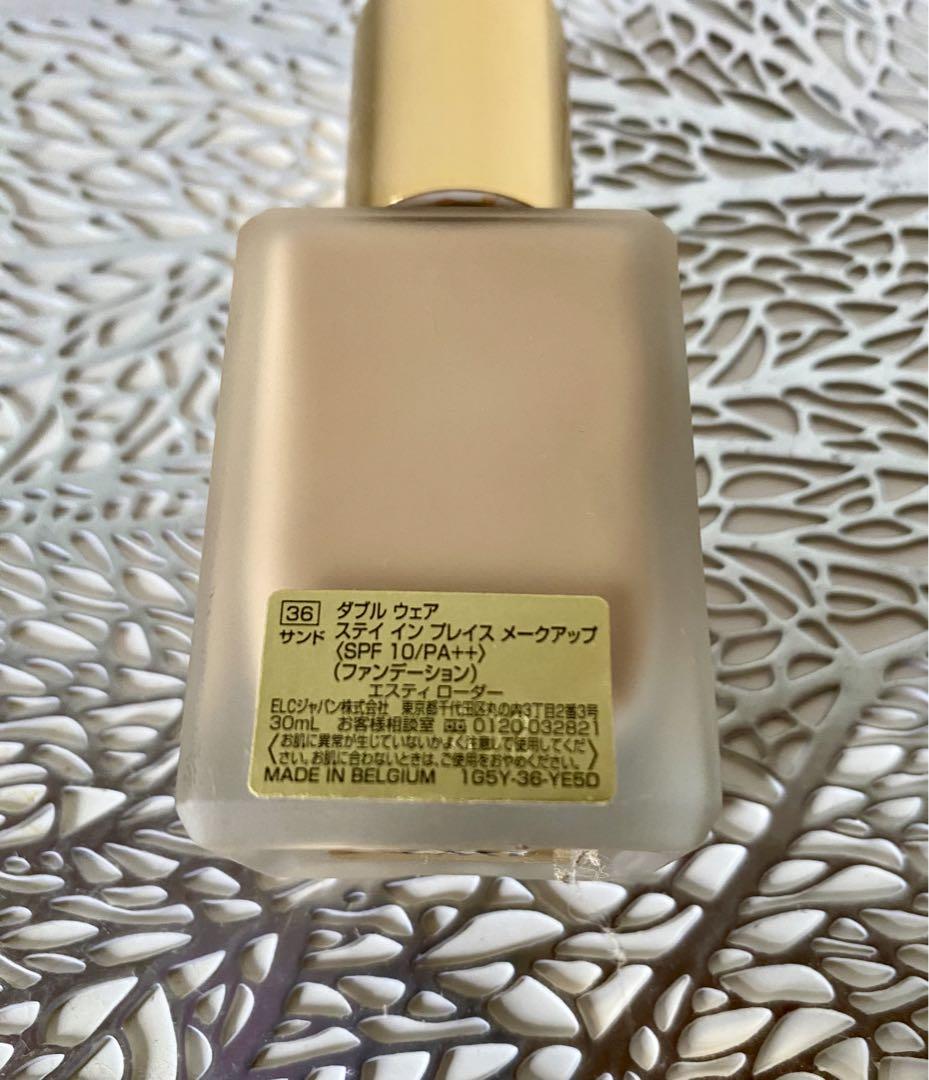 36 ダブル ウェア
サンド ステイ イン プレイス メークアップ
〈SPF 10/PA++〉
(ファンデーション)
エスティ ローダー
ELCジャパン株式会社 東京都千代田区丸の内3丁目2番3号
30mL お客様相談室 0120-032821
〈お肌に異常が生じていないかよく注意して使用してくだ
さい。お肌に合わないときは、ご使用をおやめください。〉
MADE IN BELGIUM 1G5Y-36-YE5D